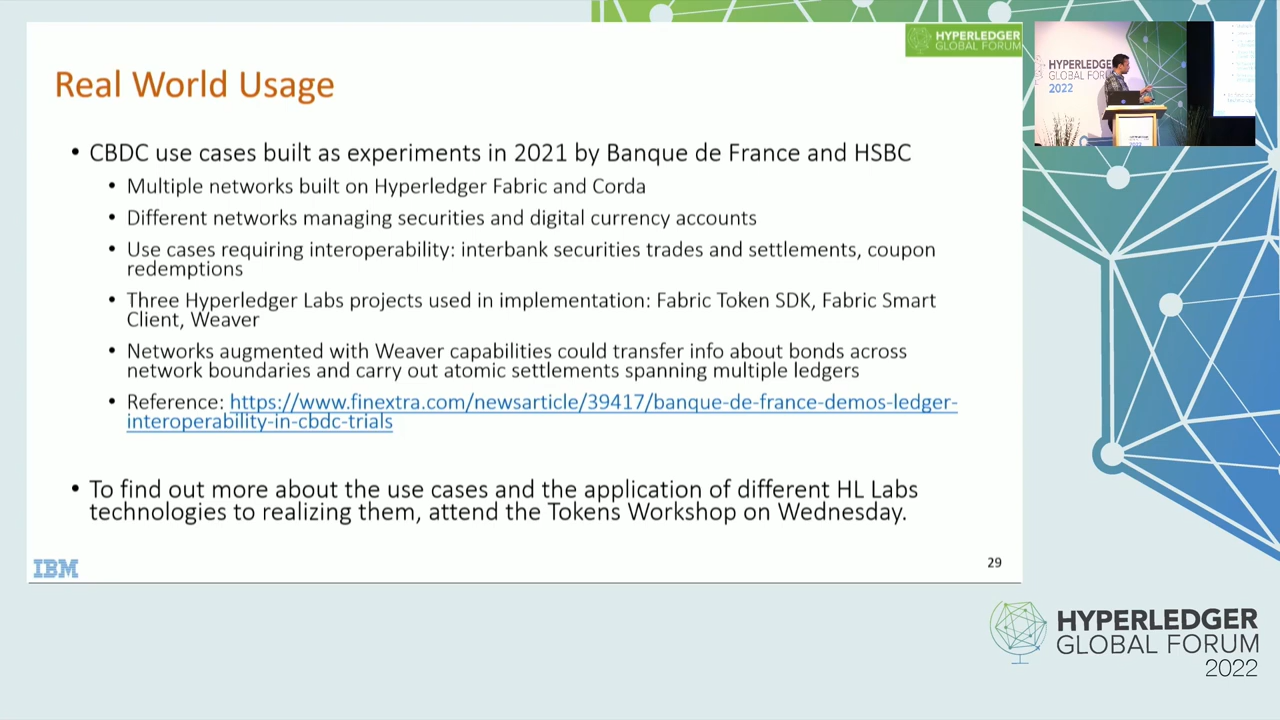 HYPERLEDGER
GLOBAL FORUM
Real World Usage
• CBDC use cases built as experiments in 2021 by Banque de France and HSBC
• Multiple networks built on Hyperledger Fabric and Corda
• Different networks managing securities and digital currency accounts
• Use cases requiring interoperability: interbank securities trades and settlements, coupon
redemptions
• Three Hyperledger Labs projects used in implementation: Fabric Token SDK, Fabric Smart
Client, Weaver
• Networks augmented with Weaver capabilities could transfer info about bonds across
network boundaries and carry out atomic settlements spanning multiple ledgers
• Reference: https://www.finextra.com/newsarticle/39417/banque-de-france-demos-ledger-
interoperability-in-cbdc-trials
• To find out more about the use cases and the application of different HL Labs
technologies to realizing them, attend the Tokens Workshop on Wednesday.
IBM
29
HYPERLEDGER
GLOBAL FOR
2022
HYPERLEDGER
GLOBAL FORUM
2022